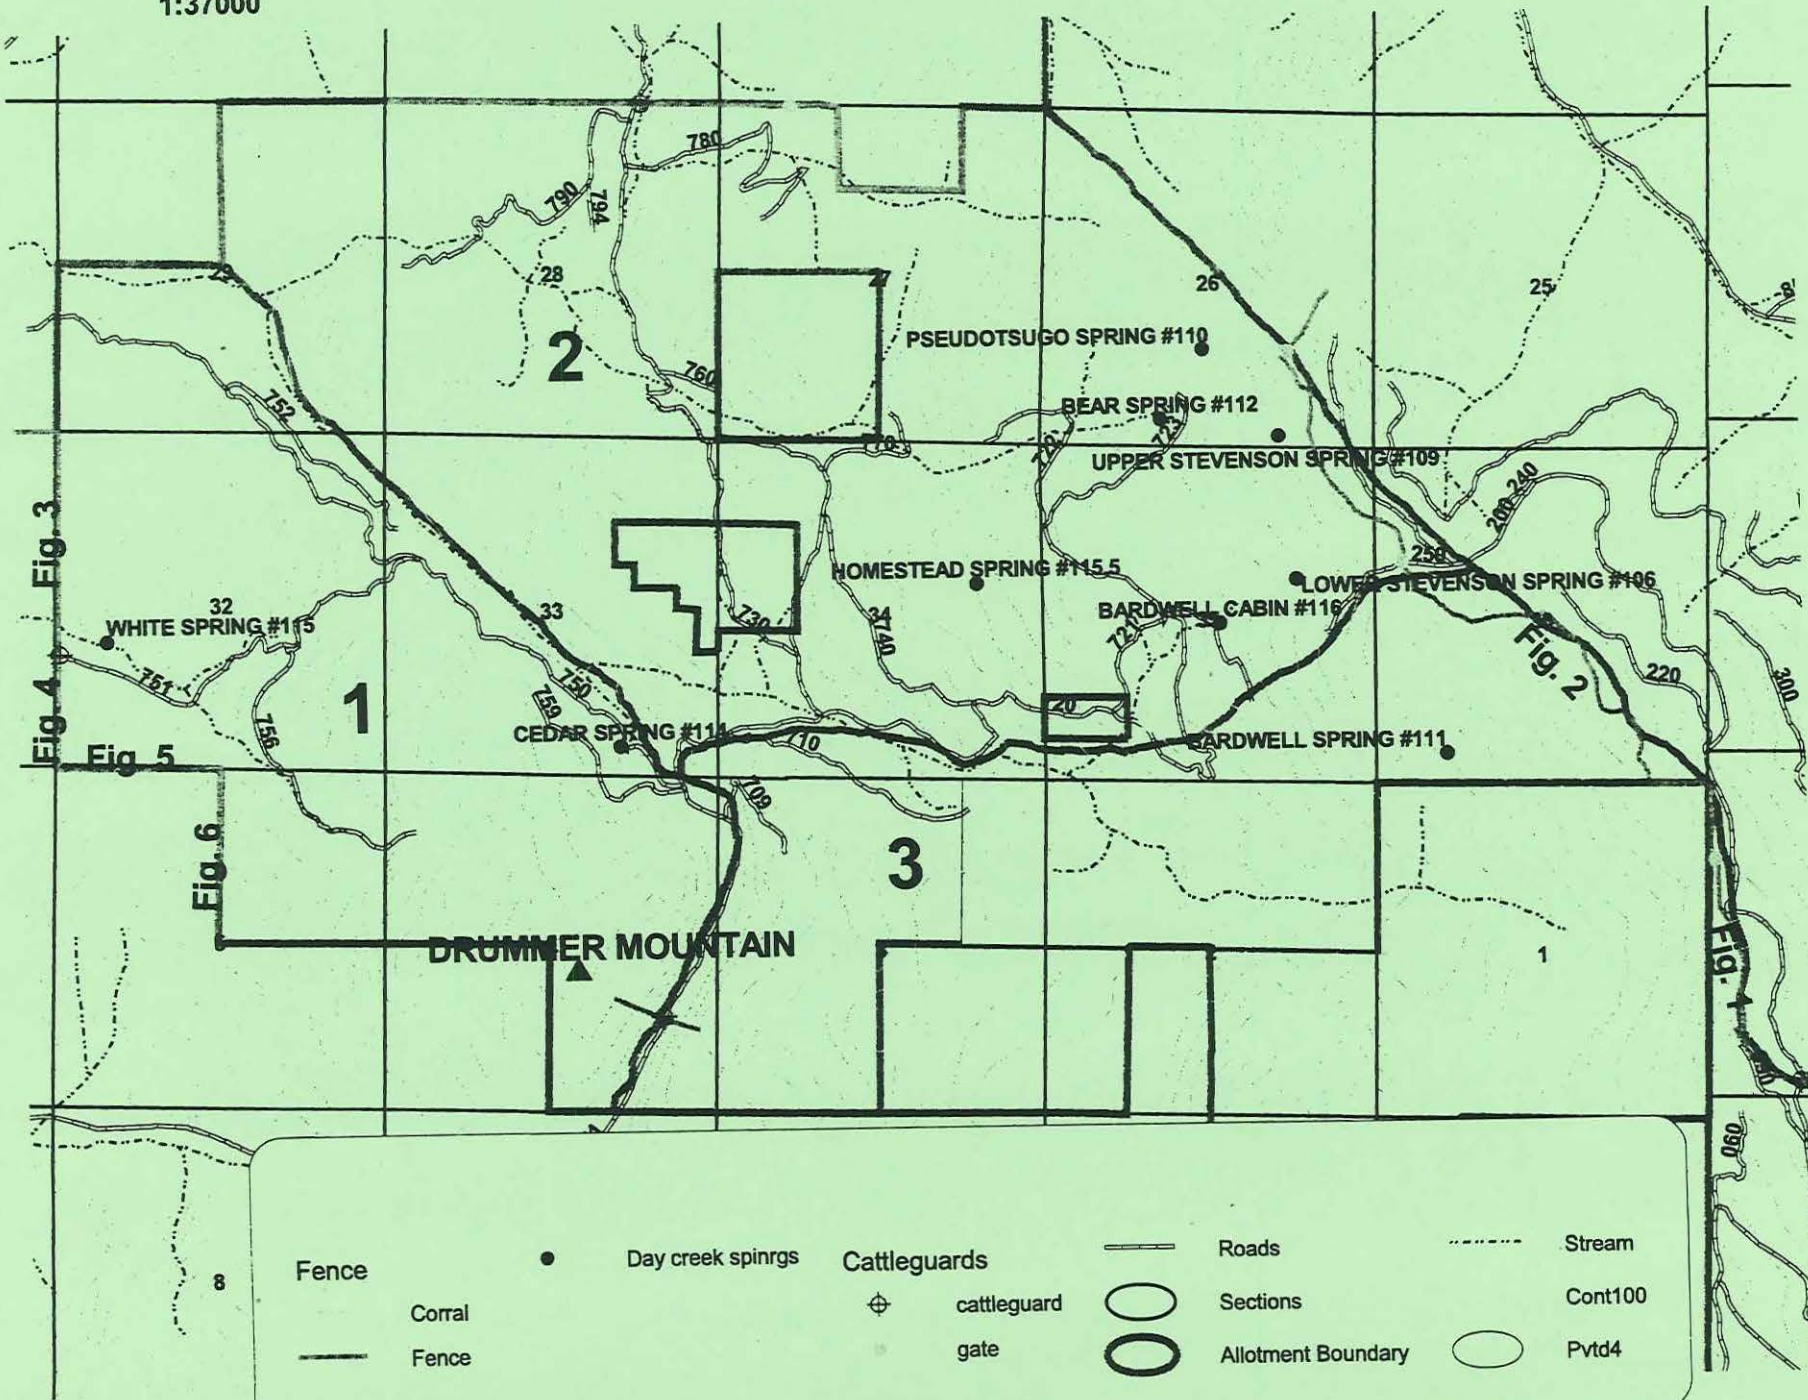 1:37000
780
790
794
29
28
27
26
25
2
PSEUDOTSUGO SPRING #110
760
752
BEAR SPRING #112
723
722
770
UPPER STEVENSON SPRING #109
200 240
Fig. 3
250
HOMESTEAD SPRING #115.5
LOWER STEVENSON SPRING #106
32
33
34
WHITE SPRING #115
730
740
BARDWELL CABIN #116
721
Fig. 2
220
300
751
750
759
1
20
756
CEDAR SPRING #114
710
BARDWELL SPRING #111
Fig. 4
Fig. 5
709
Fig. 6
3
DRUMMER MOUNTAIN
1
Fig. 1
060
8
Fence
Day creek spinrgs
Cattleguards
Roads
Stream
Corral
cattleguard
Sections
Cont100
Fence
gate
Allotment Boundary
Pvtd4